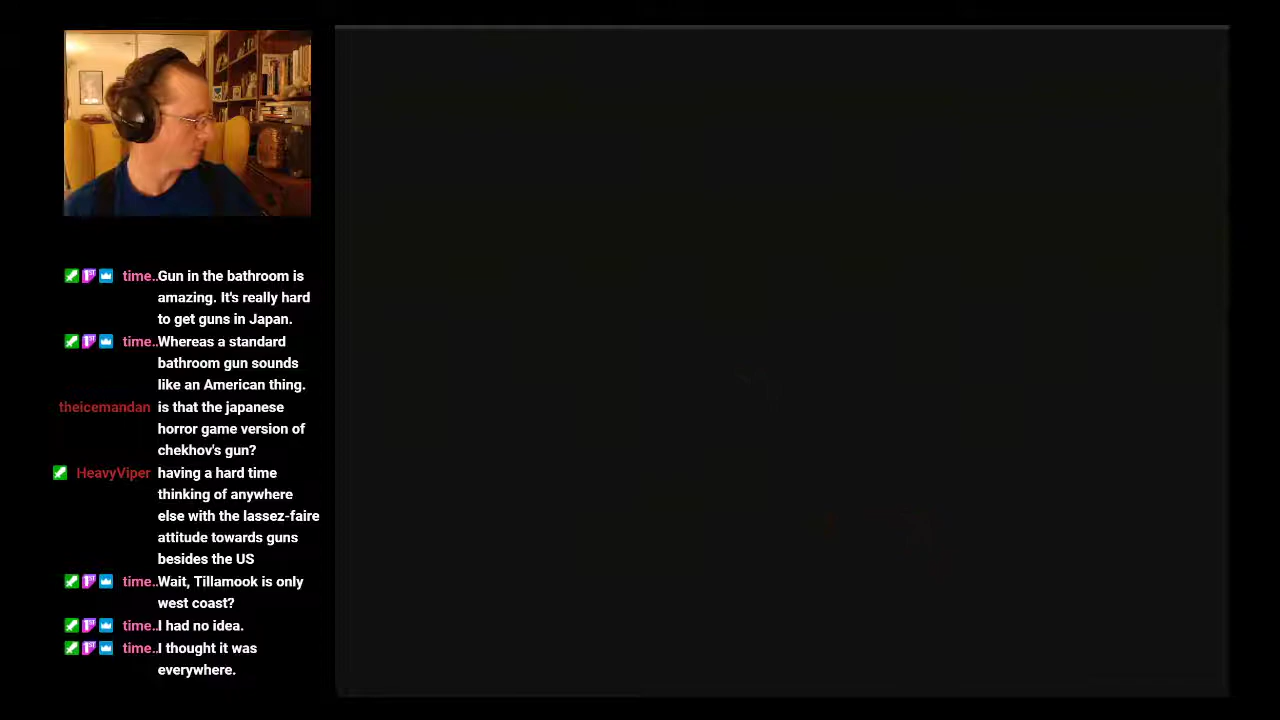 time..Gun in the bathroom is
amazing. It's really hard
to get guns in Japan.
time..Whereas a standard
bathroom gun sounds
like an American thing.
theicemandan is that the japanese
horror game version of
chekhov's gun?
HeavyViper having a hard time
thinking of anywhere
else with the lassez-faire
attitude towards guns
besides the US
time..Wait, Tillamook is only
west coast?
time..I had no idea.
time..I thought it was
everywhere.